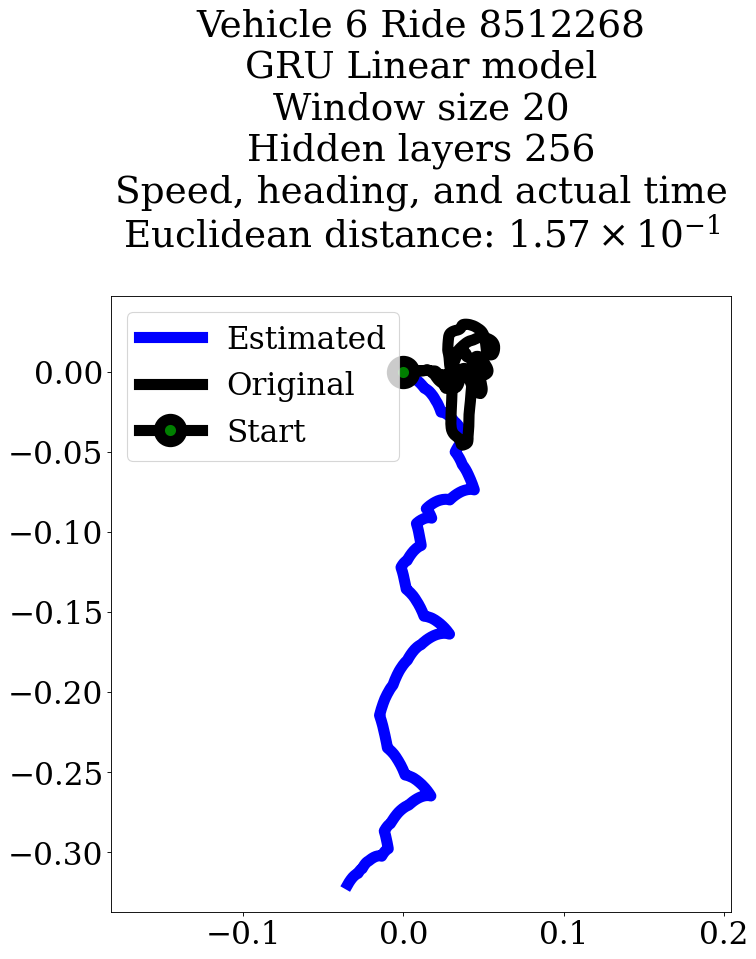 Vehicle 6 Ride 8512268
GRU Linear model
Window size 20
Hidden layers 256
Speed, heading, and actual time
Euclidean distance: 1.57 × 10⁻¹
Estimated
Original
Start
0.00
−0.05
−0.10
−0.15
−0.20
−0.25
−0.30
−0.1 0.0 0.1 0.2